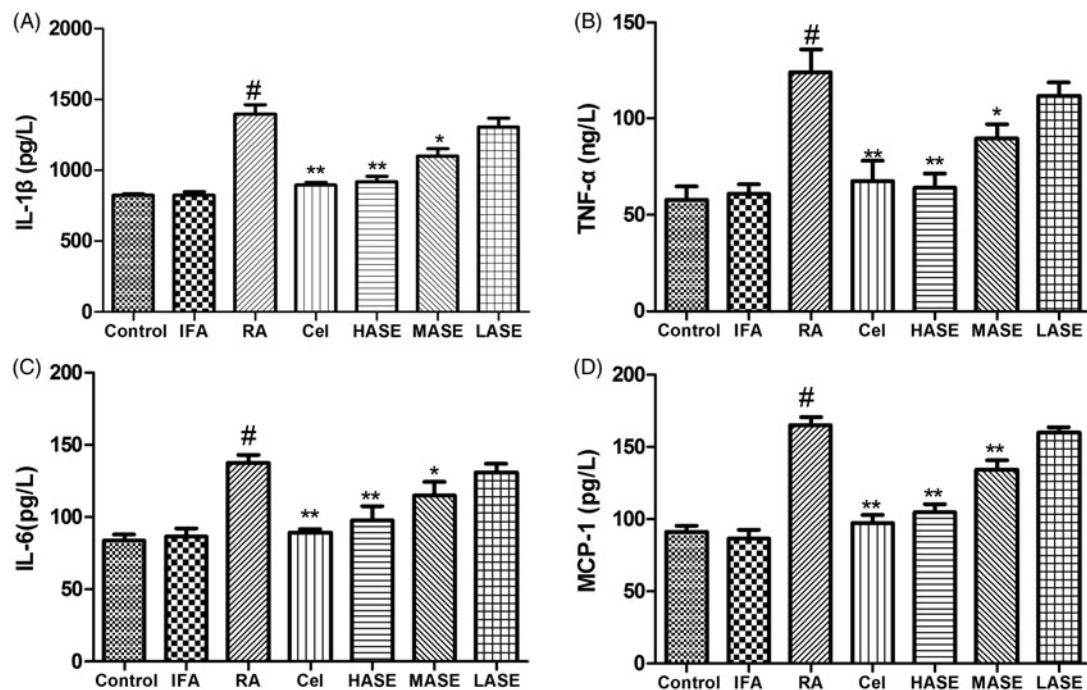 (A)
IL-1β (pg/L)
2000
1500
1000
500
0
#
**
**
*
Control IFA RA Cel HASE MASE LASE
(B)
TNF-α (ng/L)
150
100
50
0
#
**
**
*
Control IFA RA Cel HASE MASE LASE
(C)
IL-6(pg/L)
200
150
100
50
0
#
**
**
*
Control IFA RA Cel HASE MASE LASE
(D)
MCP-1 (pg/L)
200
150
100
50
0
#
**
**
**
Control IFA RA Cel HASE MASE LASE